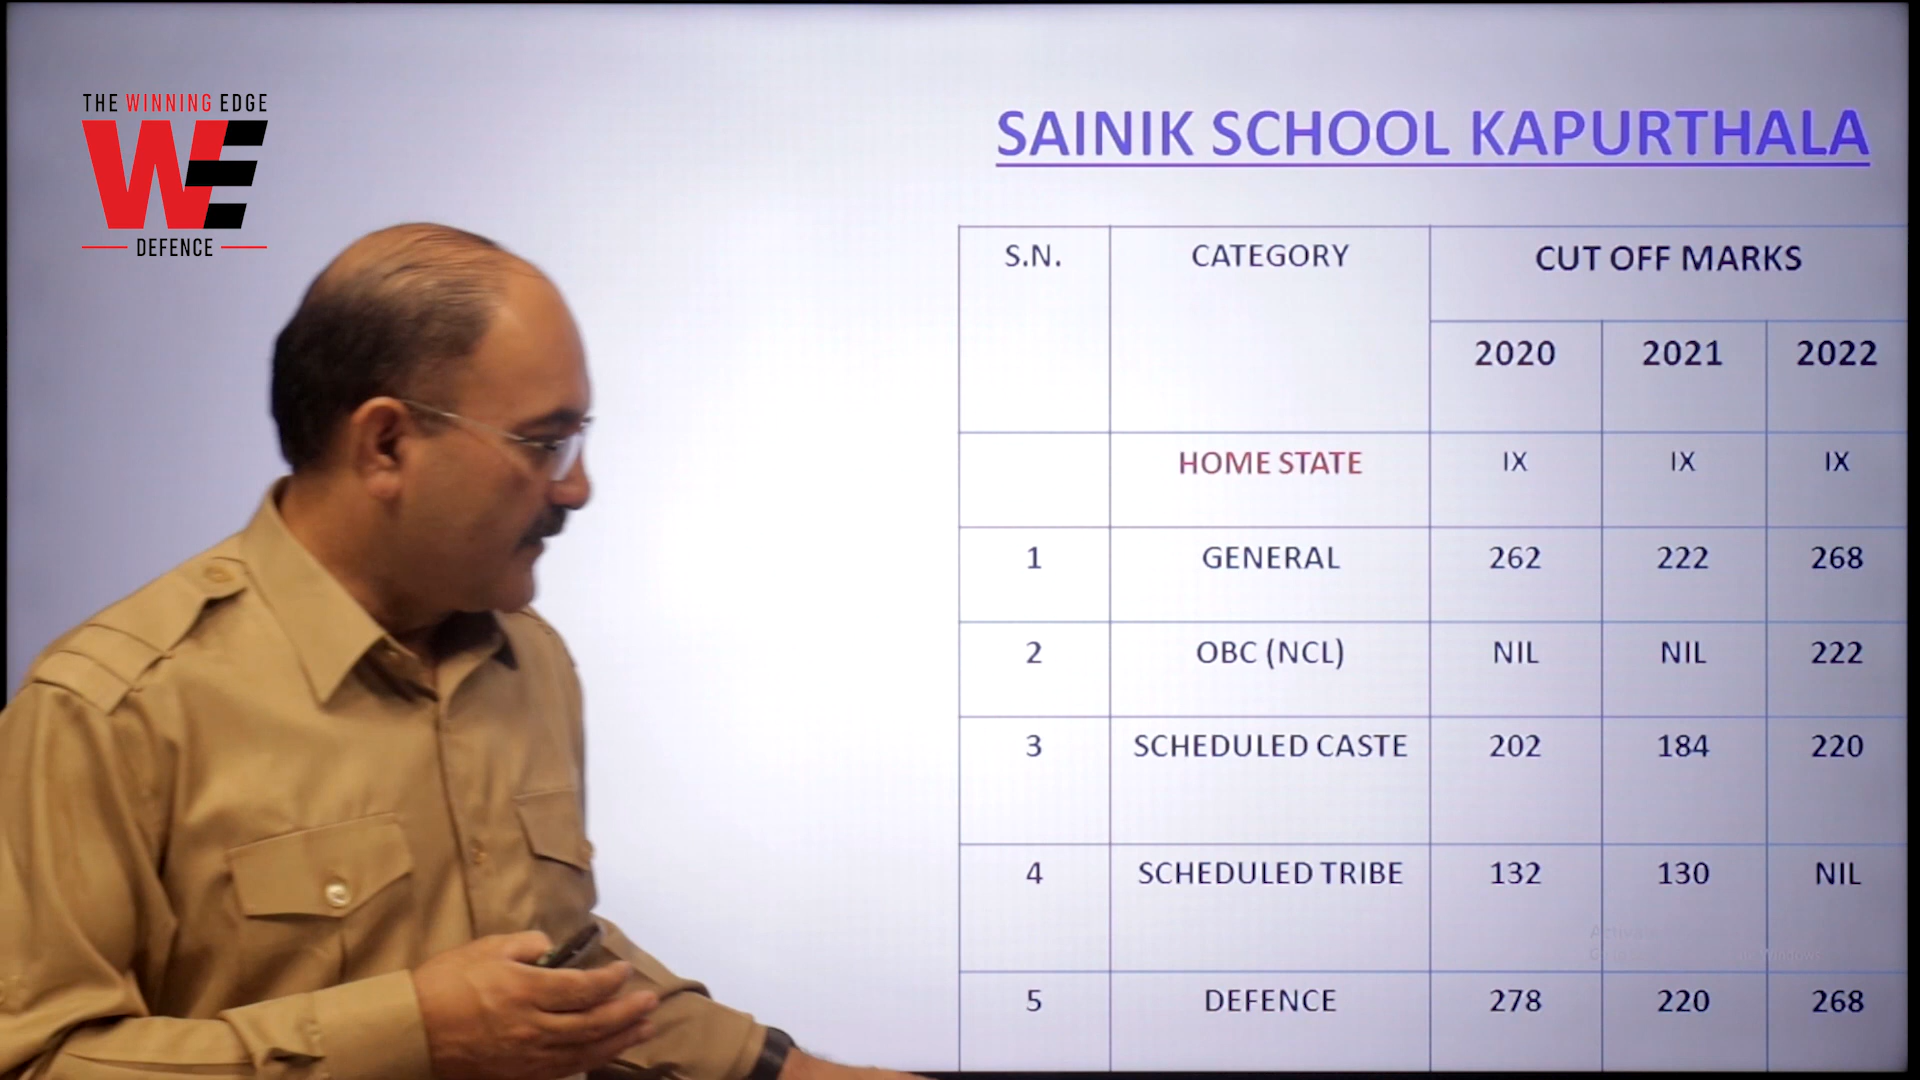 THE WINNING EDGE
WE
DEFENCE
SAINIK SCHOOL KAPURTHALA
S.N. CATEGORY CUT OFF MARKS
2020 2021 2022
HOME STATE IX IX IX
1 GENERAL 262 222 268
2 OBC (NCL) NIL NIL 222
3 SCHEDULED CASTE 202 184 220
4 SCHEDULED TRIBE 132 130 NIL
5 DEFENCE 278 220 268